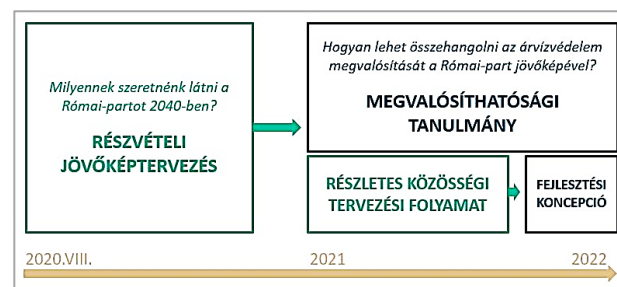 Milyennek szeretnénk látni a
Római-partot 2040-ben?
RÉSZVÉTELI
JÖVŐKÉPTERVEZÉS
Hogyan lehet összehangolni az árvízvédelem
megvalósítását a Római-part jövőképével?
MEGVALÓSÍTHATÓSÁGI
TANULMÁNY
RÉSZLETES KÖZÖSSÉGI
TERVEZÉSI FOLYAMAT
FEJLESZTÉSI
KONCEPCIÓ
2020.VIII. 2021 2022